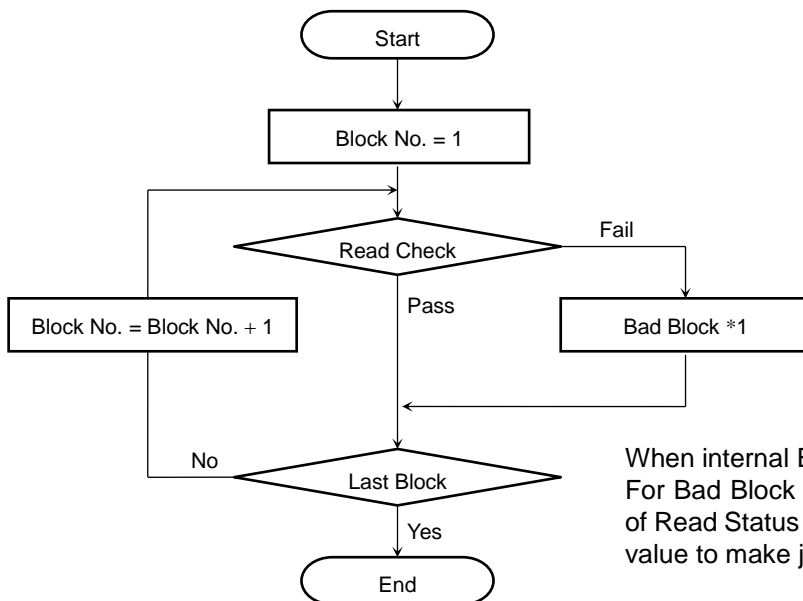 Start
Block No. = 1
Fail
Read Check
Pass
Block No. = Block No. + 1
Bad Block *1
No
Last Block
When internal
For Bad Block
of Read Status
value to make
Yes
End